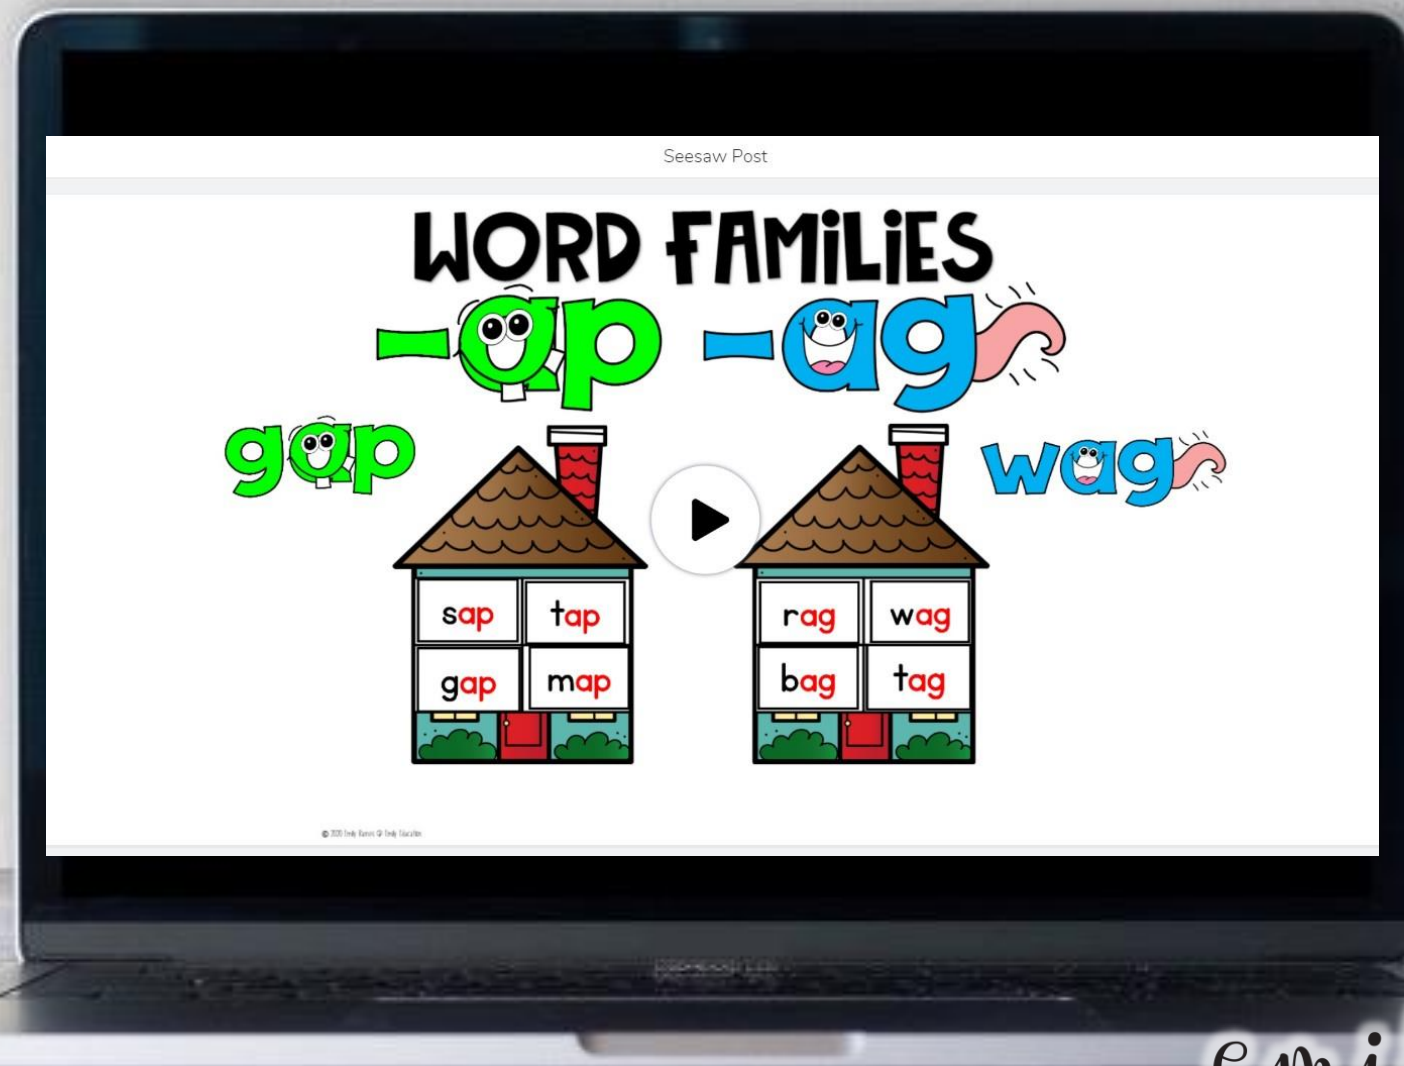 Seesaw Post
WORD FAMiLiES
-ap -ag
gap
wag
sap tap
gap map
rag wag
bag tag